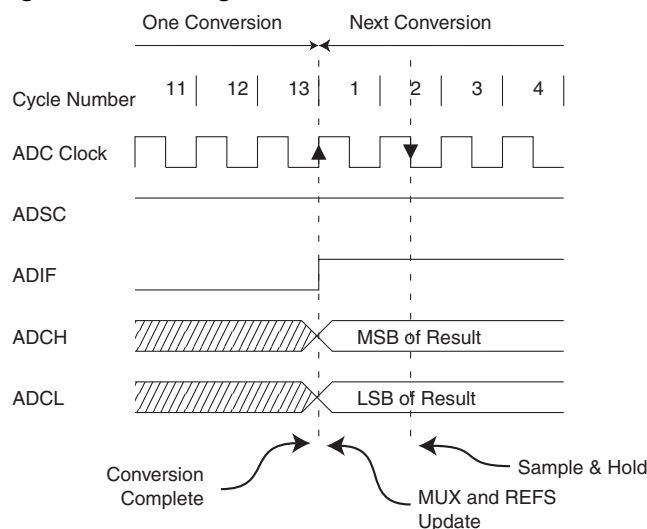 One Conversion Next Conversion
Cycle Number 11 12 13 1 2 3 4
ADC Clock
ADSC
ADIF
ADCH MSB of Result
ADCL LSB of Result
Conversion
Complete
MUX and REFS
Update
Sample & Hold